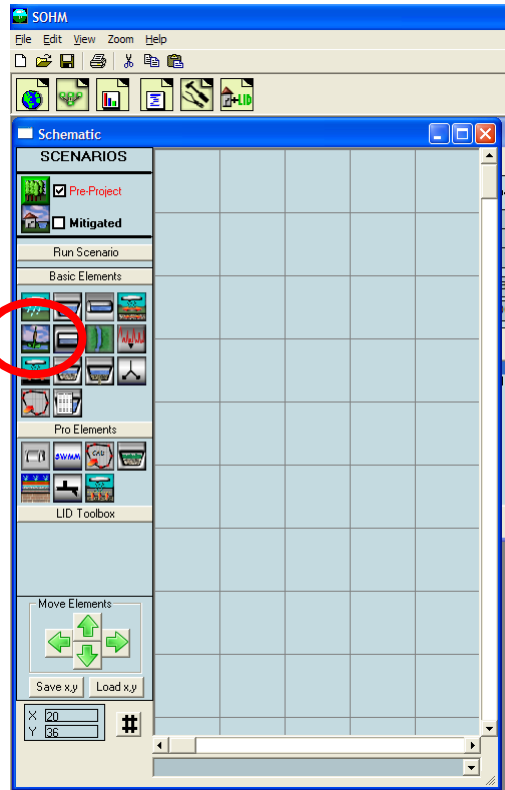 SOHM
File Edit View Zoom Help
+LID
Schematic
SCENARIOS
Pre-Project
Mitigated
Run Scenario
Basic Elements
Pro Elements
SWMM CAD
LID Toolbox
Move Elements
Save x,y Load x,y
X 20
Y 36
#